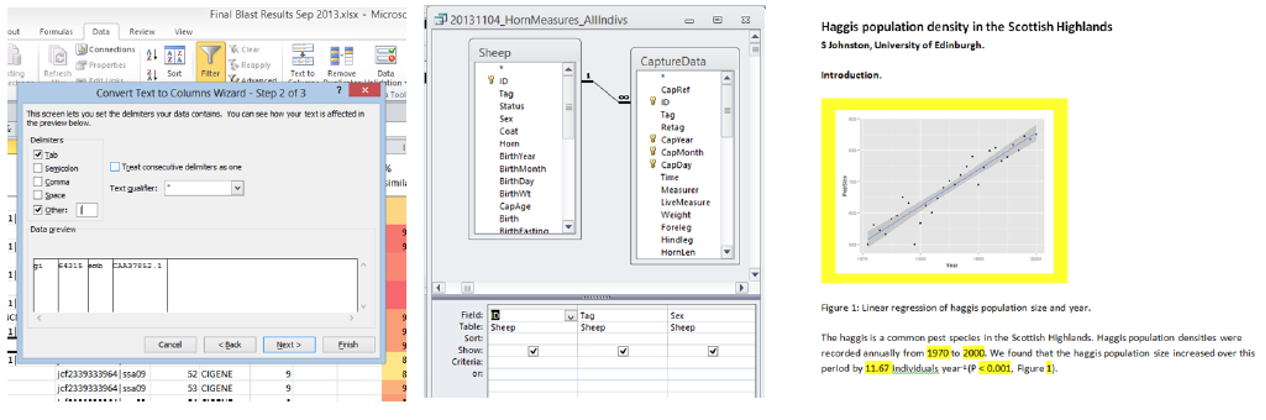 Final Blast Results Sep 2013.xlsx - Microsc
out Formulas Data Review View
Connections
Properties
Refresh
Sort
Filter
Clear
Reapply
Advanced
Text to
Remove
Data
Convert Text to Columns Wizard - Step 2 of 3
? x
This screen lets you set the delimiters your data contains. You can see how your text is affected in
the preview below.
Delimiters
Tab
Semicolon
Comma
Space
Other: |
Treat consecutive delimiters as one
Text qualifier: "
Data preview
gi 64315 emb CAA37852.1
Cancel < Back Next > Finish
jcf2339333964|ssa09 52 CIGENE 9
jcf2339333964|ssa09 53 CIGENE 9
20131104_HornMeasures_AllIndivs
Sheep
*
ID
Tag
Status
Sex
Coat
Horn
BirthYear
BirthMonth
BirthDay
BirthWt
CapAge
Birth
BirthFasting
1 ∞
CaptureData
*
CapRef
ID
Tag
Retag
CapYear
CapMonth
CapDay
Time
Measurer
LiveMeasure
Weight
Foreleg
Hindleg
HornLen
Field: ID Tag Sex
Table: Sheep Sheep Sheep
Sort:
Show:
Criteria:
or:
Haggis population density in the Scottish Highlands
S Johnston, University of Edinburgh.
Introduction.
PopSize
1970 1980 1990 2000
Year
Figure 1: Linear regression of haggis population size and year.
The haggis is a common pest species in the Scottish Highlands. Haggis population densities were
recorded annually from 1970 to 2000. We found that the haggis population size increased over this
period by 11.67 individuals year⁻¹ (P < 0.001, Figure 1).